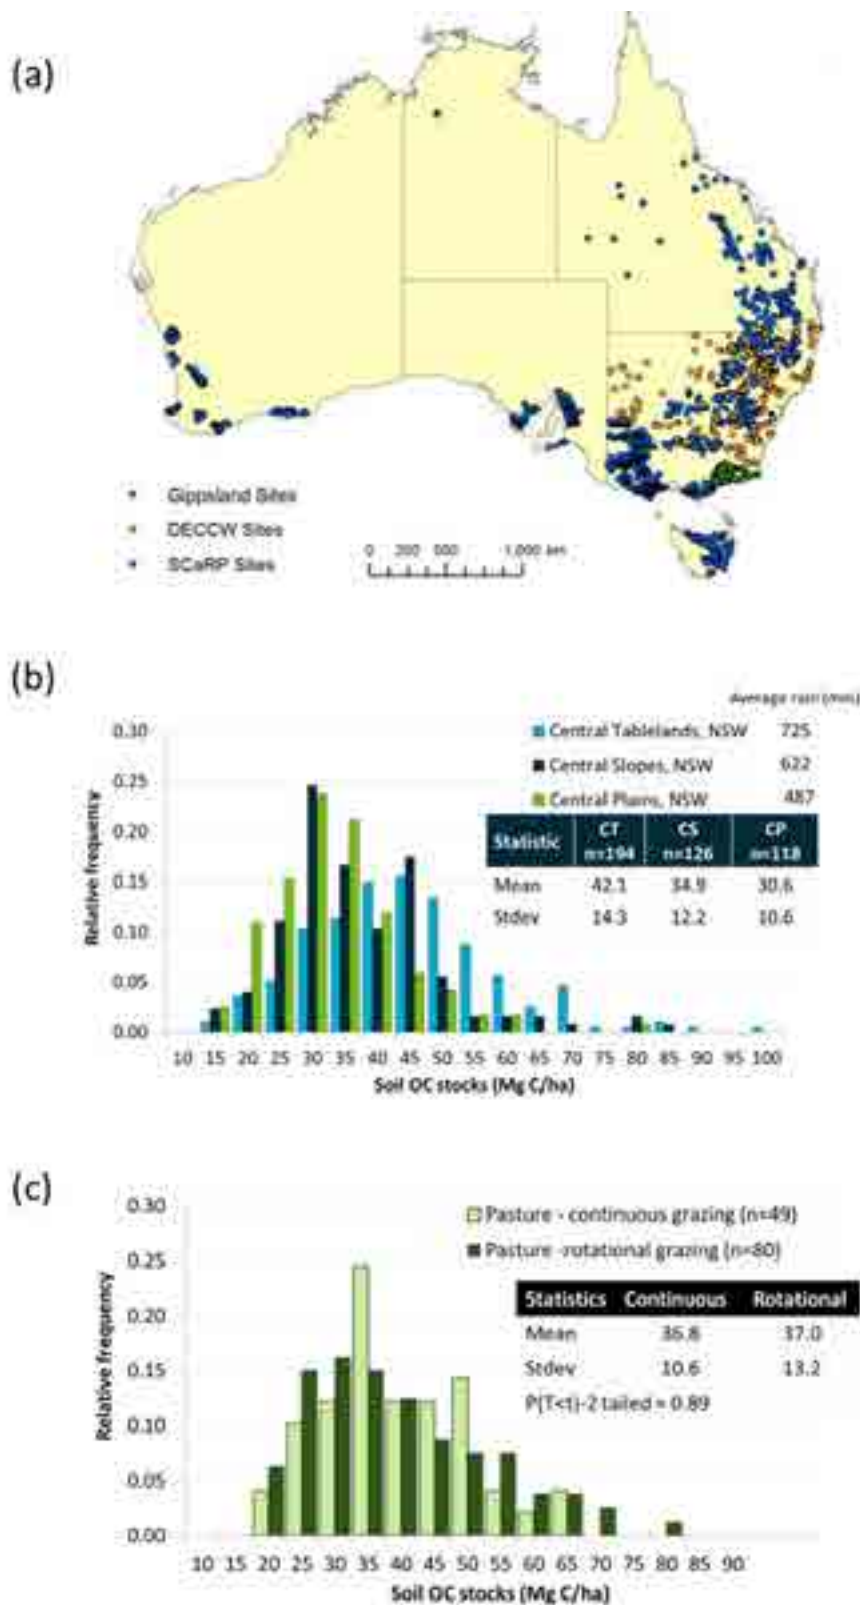 (a)
Gippsland Sites
DECCW Sites
SCaRP Sites
0 250 500 1,000 km
(b)
Average rain (mm)
Central Tablelands, NSW 725
Central Slopes, NSW 622
Central Plains, NSW 487
Statistic CT n=194 CS n=126 CP n=118
Mean 42.1 34.9 30.6
Stdev 14.3 12.2 10.6
Relative frequency
0.30
0.25
0.20
0.15
0.10
0.05
0.00
10 15 20 25 30 35 40 45 50 55 60 65 70 75 80 85 90 95 100
Soil OC stocks (Mg C/ha)
(c)
Pasture - continuous grazing (n=49)
Pasture -rotational grazing (n=80)
Statistics Continuous Rotational
Mean 36.8 37.0
Stdev 10.6 13.2
P(T<t)-2 tailed = 0.89
Relative frequency
0.30
0.25
0.20
0.15
0.10
0.05
0.00
10 15 20 25 30 35 40 45 50 55 60 65 70 75 80 85 90
Soil OC stocks (Mg C/ha)